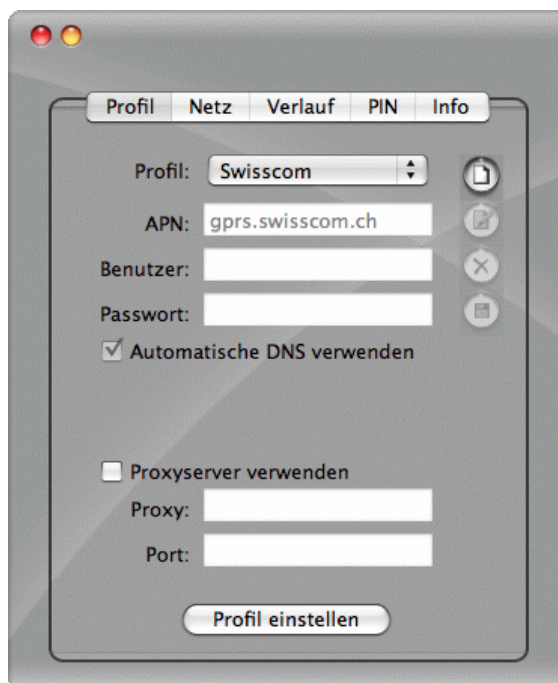 Profil Netz Verlauf PIN Info
Profil: Swisscom
APN: gprs.swisscom.ch
Benutzer:
Passwort:
Automatische DNS verwenden
Proxyserver verwenden
Proxy:
Port:
Profil einstellen